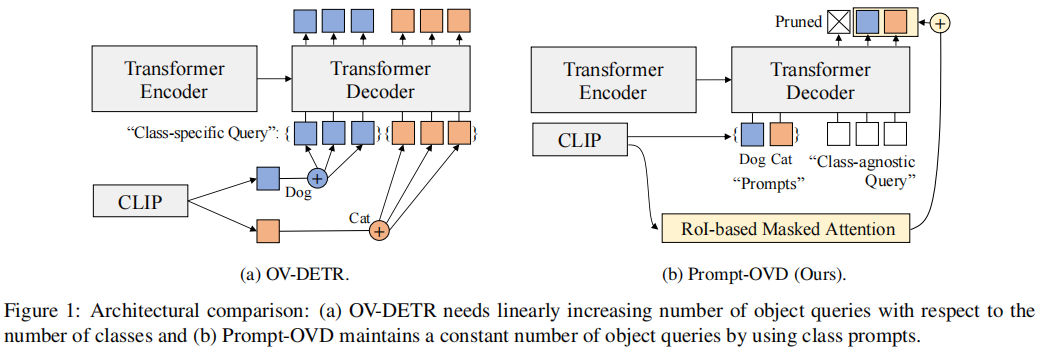 Transformer
Encoder
Transformer
Decoder
“Class-specific Query”: { } { }
CLIP
Dog
+
Cat
+
(a) OV-DETR.
Pruned
+
Transformer
Encoder
Transformer
Decoder
CLIP
{ }
Dog Cat
“Prompts”
“Class-agnostic
Query”
RoI-based Masked Attention
(b) Prompt-OVD (Ours).
Figure 1: Architectural comparison: (a) OV-DETR needs linearly increasing number of object queries with respect to the
number of classes and (b) Prompt-OVD maintains a constant number of object queries by using class prompts.